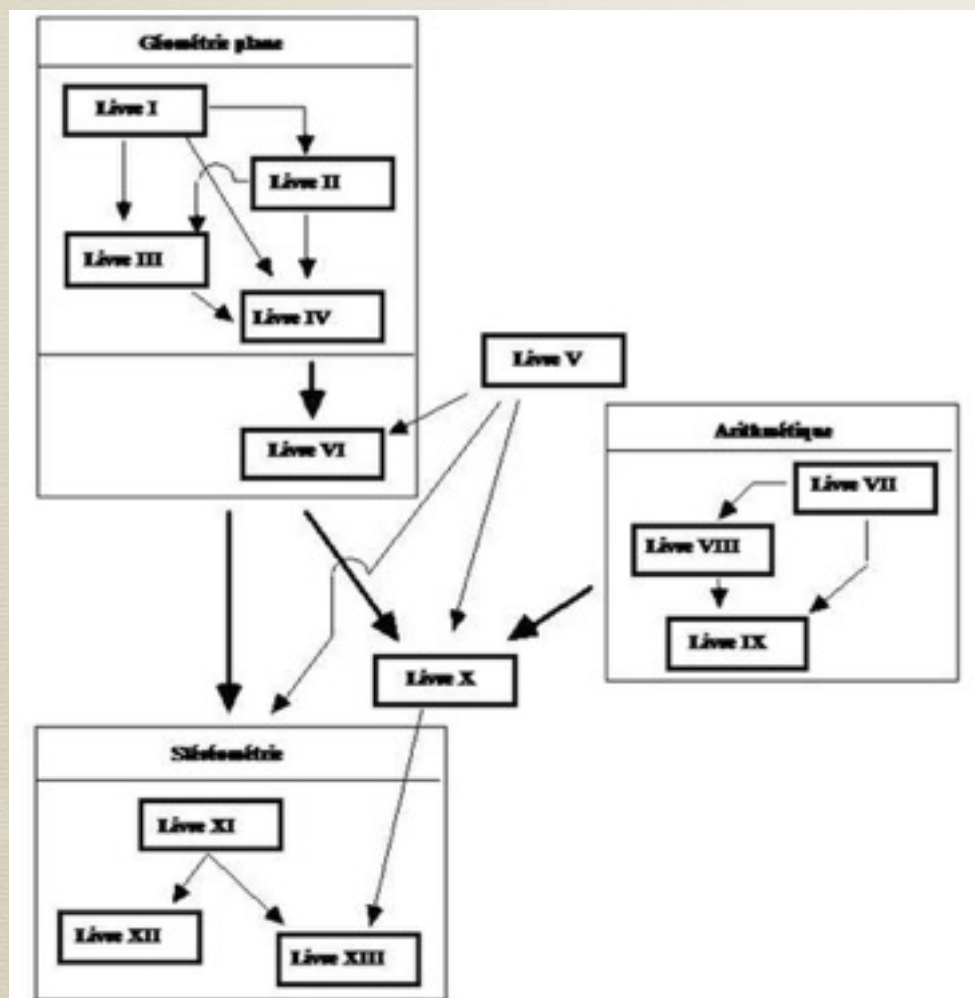 Géométrie plane
Livre I
Livre II
Livre III
Livre IV
Livre V
Livre VI
Arithmétique
Livre VII
Livre VIII
Livre IX
Livre X
Stéréométrie
Livre XI
Livre XII
Livre XIII